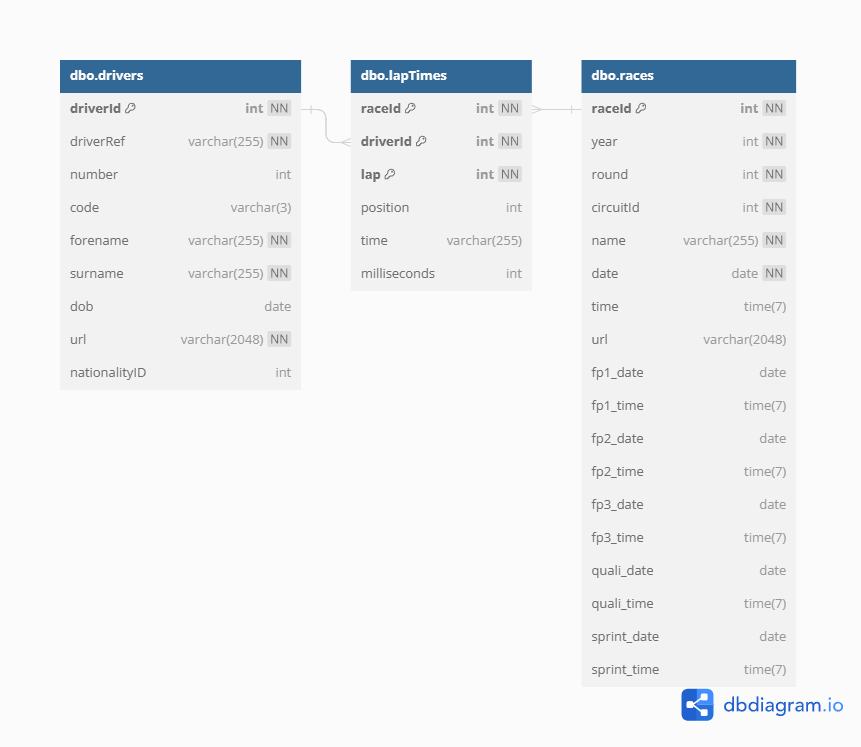 dbo.drivers
driverId int NN
driverRef varchar(255) NN
number int
code varchar(3)
forename varchar(255) NN
surname varchar(255) NN
dob date
url varchar(2048) NN
nationalityID int
dbo.lapTimes
raceId int NN
driverId int NN
lap int NN
position int
time varchar(255)
milliseconds int
dbo.races
raceId int NN
year int NN
round int NN
circuitId int NN
name varchar(255) NN
date date NN
time time(7)
url varchar(2048)
fp1_date date
fp1_time time(7)
fp2_date date
fp2_time time(7)
fp3_date date
fp3_time time(7)
quali_date date
quali_time time(7)
sprint_date date
sprint_time time(7)
dbdiagram.io